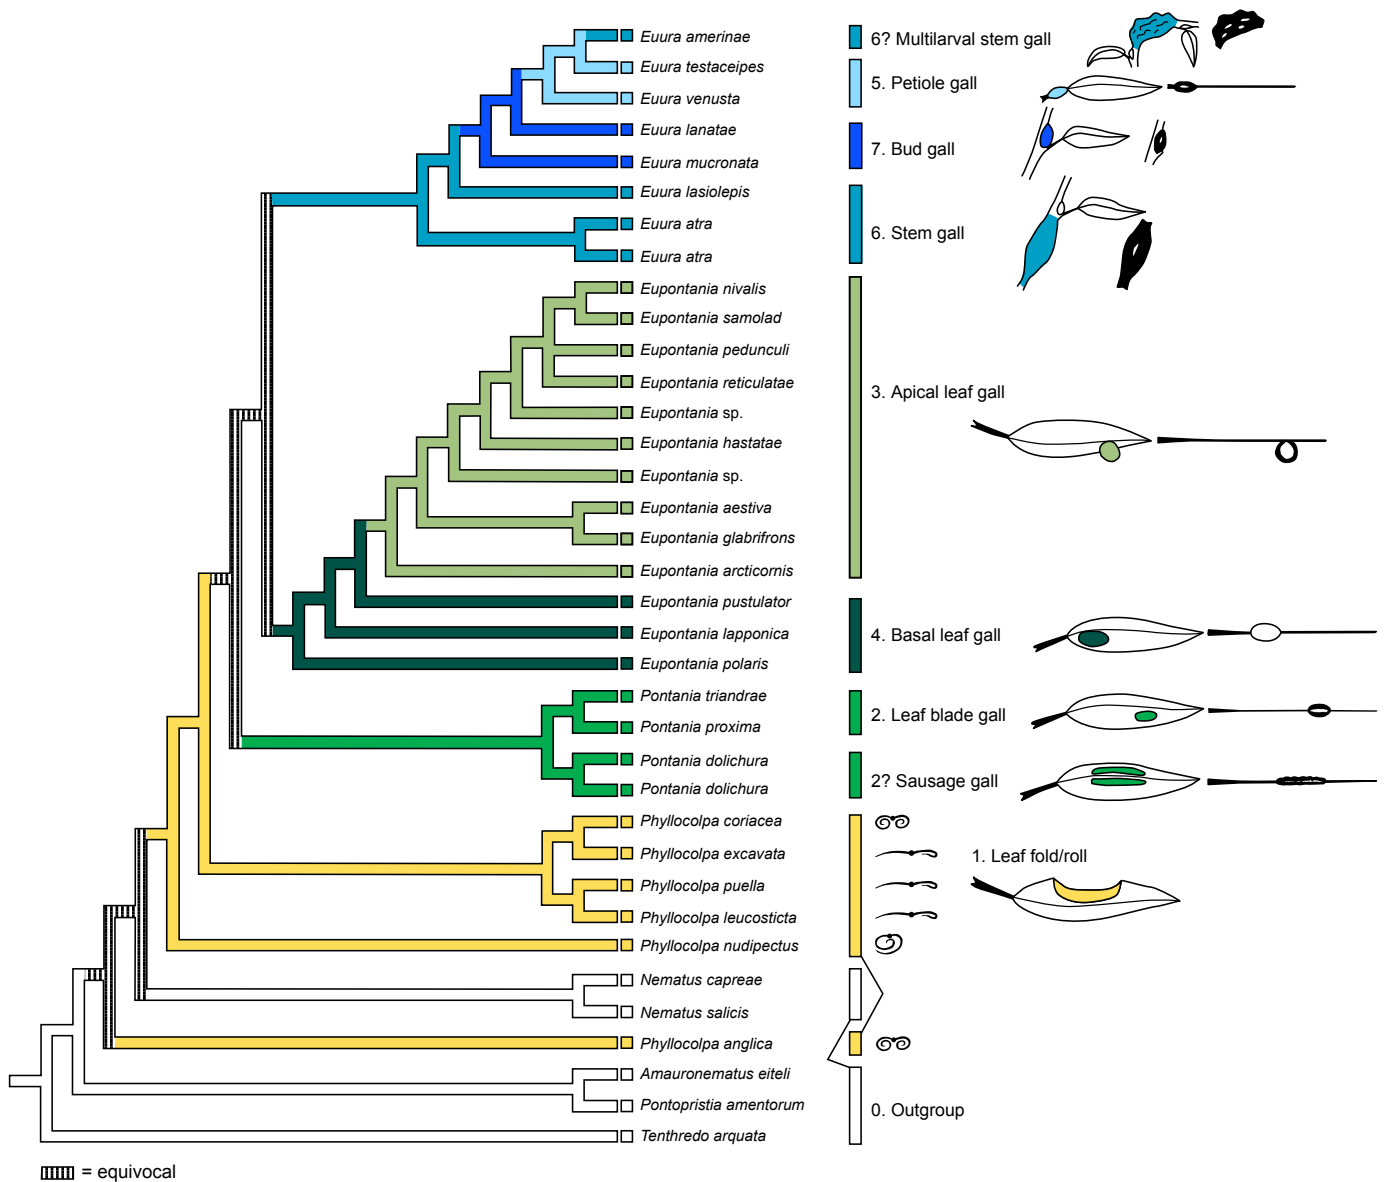 Euura amerinae
Euura testaceipes
Euura venusta
Euura lanatae
Euura mucronata
Euura lasiolepis
Euura atra
Euura atra
Eupontania nivalis
Eupontania samolad
Eupontania pedunculi
Eupontania reticulatae
Eupontania sp.
Eupontania hastatae
Eupontania sp.
Eupontania aestiva
Eupontania glabrifrons
Eupontania arcticornis
Eupontania pustulator
Eupontania lapponica
Eupontania polaris
Pontania triandrae
Pontania proxima
Pontania dolichura
Pontania dolichura
Phyllocolpa coriacea
Phyllocolpa excavata
Phyllocolpa puella
Phyllocolpa leucosticta
Phyllocolpa nudipectus
Nematus capreae
Nematus salicis
Phyllocolpa anglica
Amauronematus eiteli
Pontopristia amentorum
Tenthredo arquata
6? Multilarval stem gall
5. Petiole gall
7. Bud gall
6. Stem gall
3. Apical leaf gall
4. Basal leaf gall
2. Leaf blade gall
2? Sausage gall
1. Leaf fold/roll
0. Outgroup
= equivocal